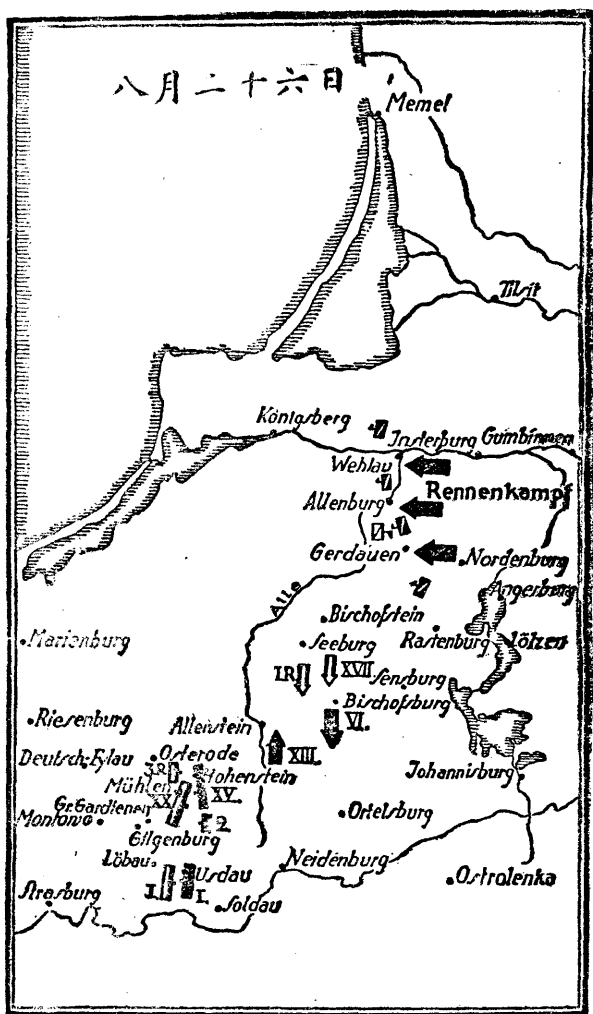 八月二十六日
Memel
Tilsit
Königsberg
Insterburg
Gumbinnen
Wehlau
Allenburg
Rennenkampf
Gerdauen
Nordenburg
Angerburg
Alle
Bischofstein
Marienburg
Seeburg
Rastenburg
Lötzen
I.R
XVII
Sensburg
Bischofsburg
Riesenburg
Allenstein
VI.
Deutsch-Eylau
Osterode
XIII.
Hohenstein
Johannisburg
3.R
Mühlen
XX
XV.
Gr.Gardienen
Montowo
Ortelsburg
2.
Gilgenburg
Löbau.
Neidenburg
Usdau
Ostrolenka
Strasburg
I.
I.
Soldau